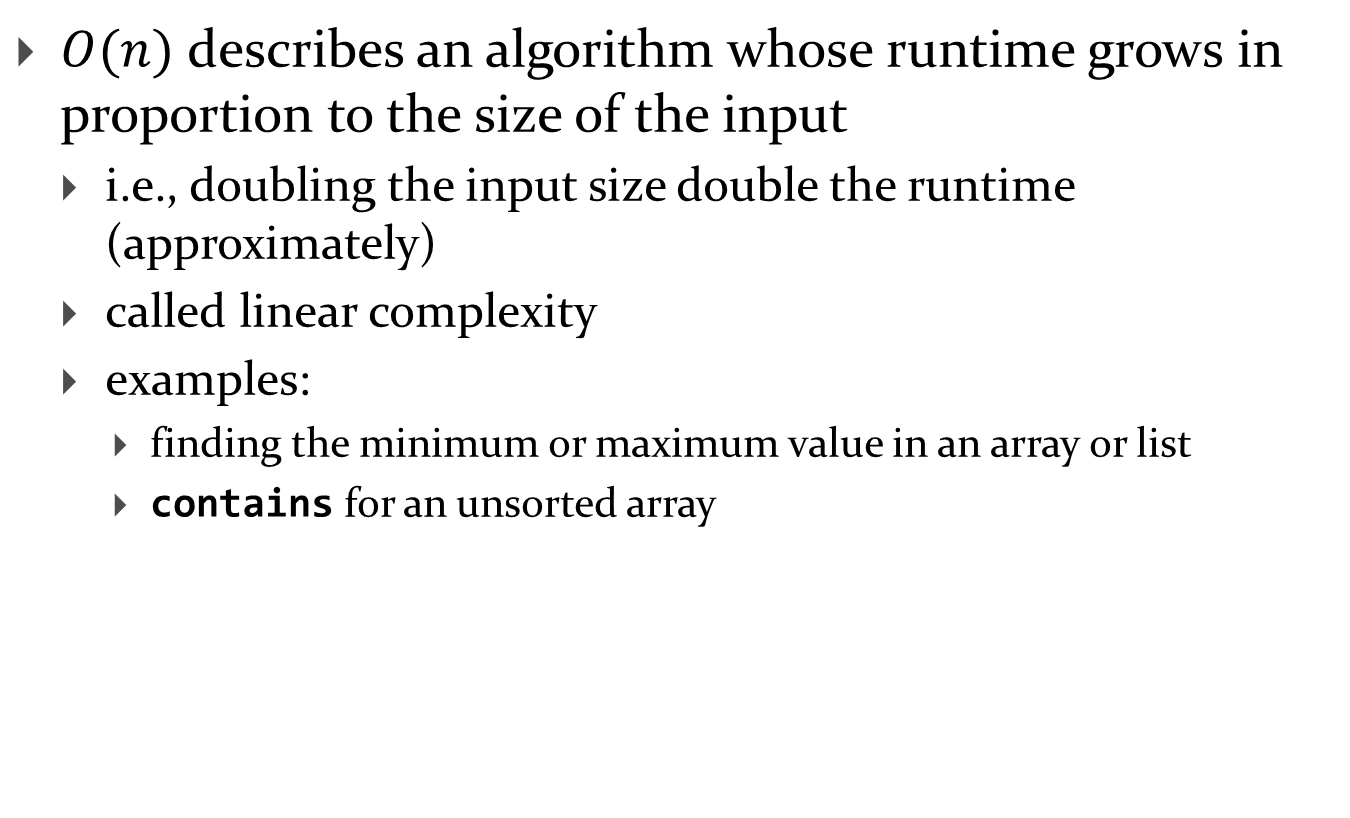 O(n) describes an algorithm whose runtime grows in
proportion to the size of the input
i.e., doubling the input size double the runtime
(approximately)
called linear complexity
examples:
finding the minimum or maximum value in an array or list
contains for an unsorted array